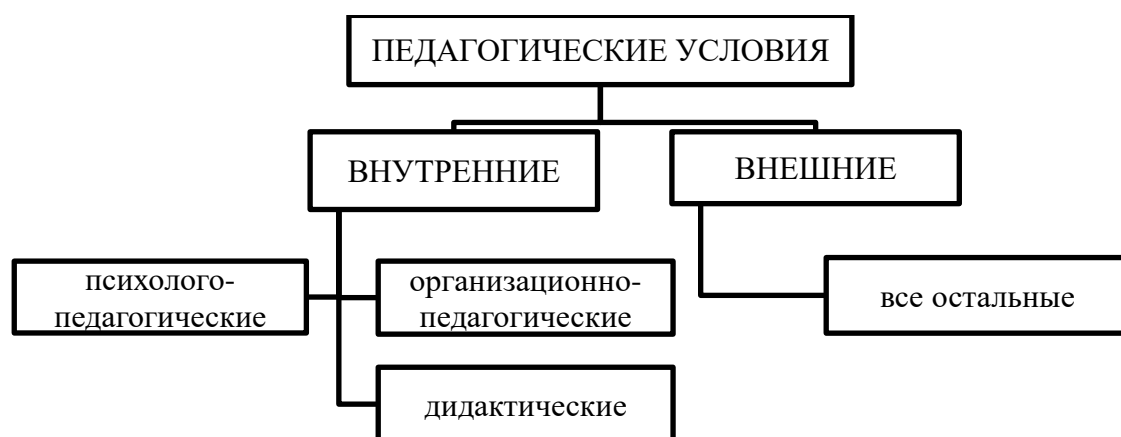 ПЕДАГОГИЧЕСКИЕ УСЛОВИЯ
ВНУТРЕННИЕ
ВНЕШНИЕ
психолого-
педагогические
организационно-
педагогические
все остальные
дидактические